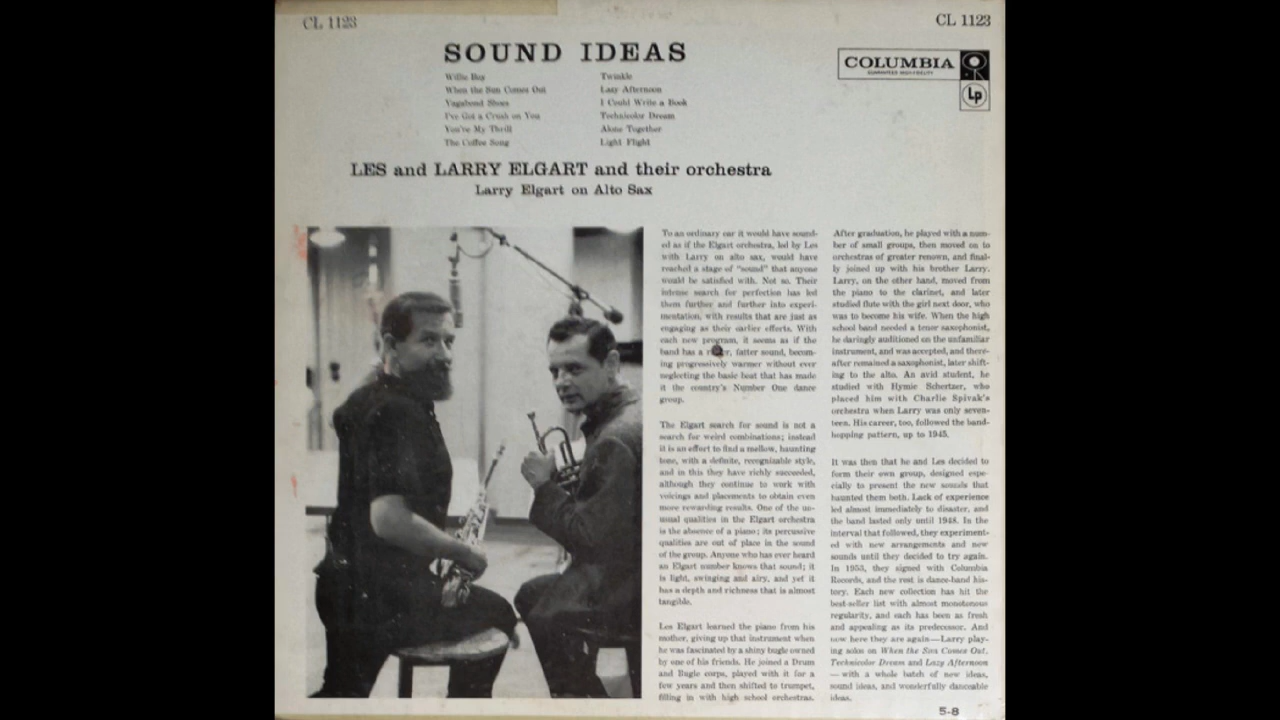 CL 1123
CL 1123
SOUND IDEAS
COLUMBIA
GUARANTEED HIGH-FIDELITY
Lp
Willie Boy
When the Sun Comes Out
Vagabond Shoes
I've Got a Crush on You
You're My Thrill
The Coffee Song
Twinkle
Lazy Afternoon
I Could Write a Book
Technicolor Dream
Alone Together
Light Flight
LES and LARRY ELGART and their orchestra
Larry Elgart on Alto Sax
To an ordinary ear it would have sound-
ed as if the Elgart orchestra, led by Les
with Larry on alto sax, would have
reached a stage of "sound" that anyone
would be satisfied with. Not so. Their
intense search for perfection has led
them further and further into experi-
mentation, with results that are just as
engaging as their earlier efforts. With
each new program, it seems as if the
band has a fatter sound, becom-
ing progressively warmer without ever
neglecting the basic beat that has made
it the country's Number One dance
group.
The Elgart search for sound is not a
search for weird combinations; instead
it is an effort to find a mellow, haunting
tone, with a definite, recognizable style,
and in this they have richly succeeded,
although they continue to work with
voicings and placements to obtain even
more rewarding results. One of the un-
usual qualities in the Elgart orchestra
is the absence of a piano; its percussive
qualities are out of place in the sound
of the group. Anyone who has ever heard
an Elgart number knows that sound; it
is light, swinging and airy, and yet it
has a depth and richness that is almost
tangible.
Les Elgart learned the piano from his
mother, giving up that instrument when
he was fascinated by a shiny bugle owned
by one of his friends. He joined a Drum
and Bugle corps, played with it for a
few years and then shifted to trumpet,
filling in with high school orchestras.
After graduation, he played with a num-
ber of small groups, then moved on to
orchestras of greater renown, and final-
ly joined up with his brother Larry.
Larry, on the other hand, moved from
the piano to the clarinet, and later
studied flute with the girl next door, who
was to become his wife. When the high
school band needed a tenor saxophonist,
he daringly auditioned on the unfamiliar
instrument, and was accepted, and there-
after remained a saxophonist, later shift-
ing to the alto. An avid student, he
studied with Hymie Schertzer, who
placed him with Charlie Spivak's
orchestra when Larry was only seven-
teen. His career, too, followed the band-
hopping pattern, up to 1945.
It was then that he and Les decided to
form their own group, designed espe-
cially to present the new sounds that
haunted them both. Lack of experience
led almost immediately to disaster, and
the band lasted only until 1948. In the
interval that followed, they experiment-
ed with new arrangements and new
sounds until they decided to try again.
In 1953, they signed with Columbia
Records, and the rest is dance-band his-
tory. Each new collection has hit the
best-seller list with almost monotonous
regularity, and each has been as fresh
and appealing as its predecessor. And
now here they are again—Larry play-
ing solos on When the Sun Comes Out,
Technicolor Dream and Lazy Afternoon
—with a whole batch of new ideas,
sound ideas, and wonderfully danceable
ideas.
5-8